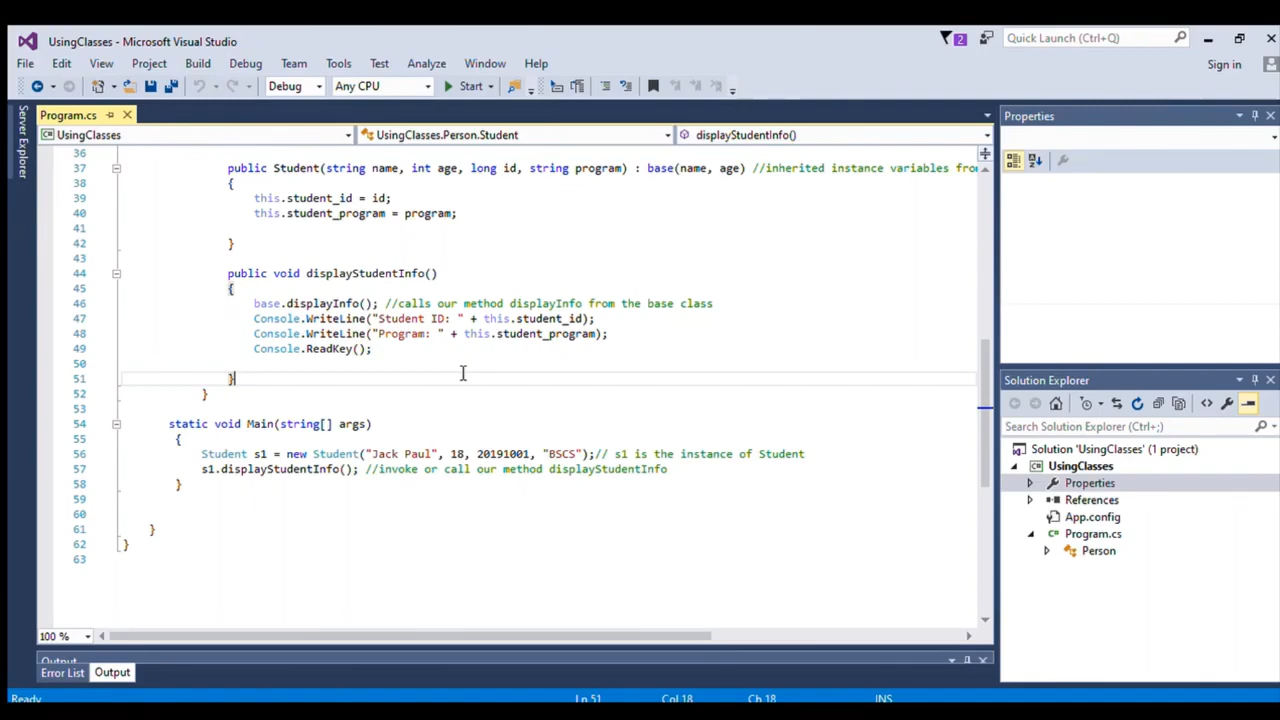 UsingClasses - Microsoft Visual Studio
2
Quick Launch (Ctrl+Q)
File Edit View Project Build Debug Team Tools Test Analyze Window Help
Sign in
Debug Any CPU Start
Server Explorer
Program.cs
UsingClasses UsingClasses.Person.Student displayStudentInfo()
36
37 public Student(string name, int age, long id, string program) : base(name, age) //inherited instance variables from
38 {
39 this.student_id = id;
40 this.student_program = program;
41
42 }
43
44 public void displayStudentInfo()
45 {
46 base.displayInfo(); //calls our method displayInfo from the base class
47 Console.WriteLine("Student ID: " + this.student_id);
48 Console.WriteLine("Program: " + this.student_program);
49 Console.ReadKey();
50
51 }
52 }
53
54 static void Main(string[] args)
55 {
56 Student s1 = new Student("Jack Paul", 18, 20191001, "BSCS");// s1 is the instance of Student
57 s1.displayStudentInfo(); //invoke or call our method displayStudentInfo
58 }
59
60
61 }
62 }
63
100 %
Output
Error List Output
Ready Ln 51 Col 18 Ch 18 INS
Properties
Solution Explorer
Search Solution Explorer (Ctrl+;)
Solution 'UsingClasses' (1 project)
UsingClasses
Properties
References
App.config
Program.cs
Person